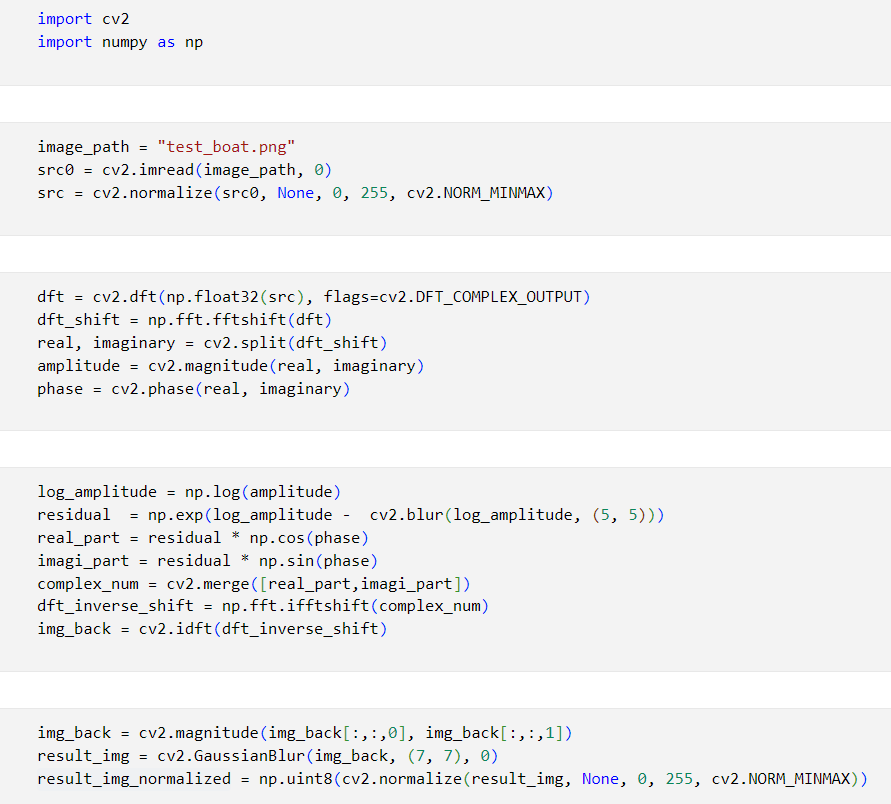 import cv2
import numpy as np
image_path = "test_boat.png"
src0 = cv2.imread(image_path, 0)
src = cv2.normalize(src0, None, 0, 255, cv2.NORM_MINMAX)
dft = cv2.dft(np.float32(src), flags=cv2.DFT_COMPLEX_OUTPUT)
dft_shift = np.fft.fftshift(dft)
real, imaginary = cv2.split(dft_shift)
amplitude = cv2.magnitude(real, imaginary)
phase = cv2.phase(real, imaginary)
log_amplitude = np.log(amplitude)
residual  = np.exp(log_amplitude -  cv2.blur(log_amplitude, (5, 5)))
real_part = residual * np.cos(phase)
imagi_part = residual * np.sin(phase)
complex_num = cv2.merge([real_part,imagi_part])
dft_inverse_shift = np.fft.ifftshift(complex_num)
img_back = cv2.idft(dft_inverse_shift)
img_back = cv2.magnitude(img_back[:,:,0], img_back[:,:,1])
result_img = cv2.GaussianBlur(img_back, (7, 7), 0)
result_img_normalized = np.uint8(cv2.normalize(result_img, None, 0, 255, cv2.NORM_MINMAX))